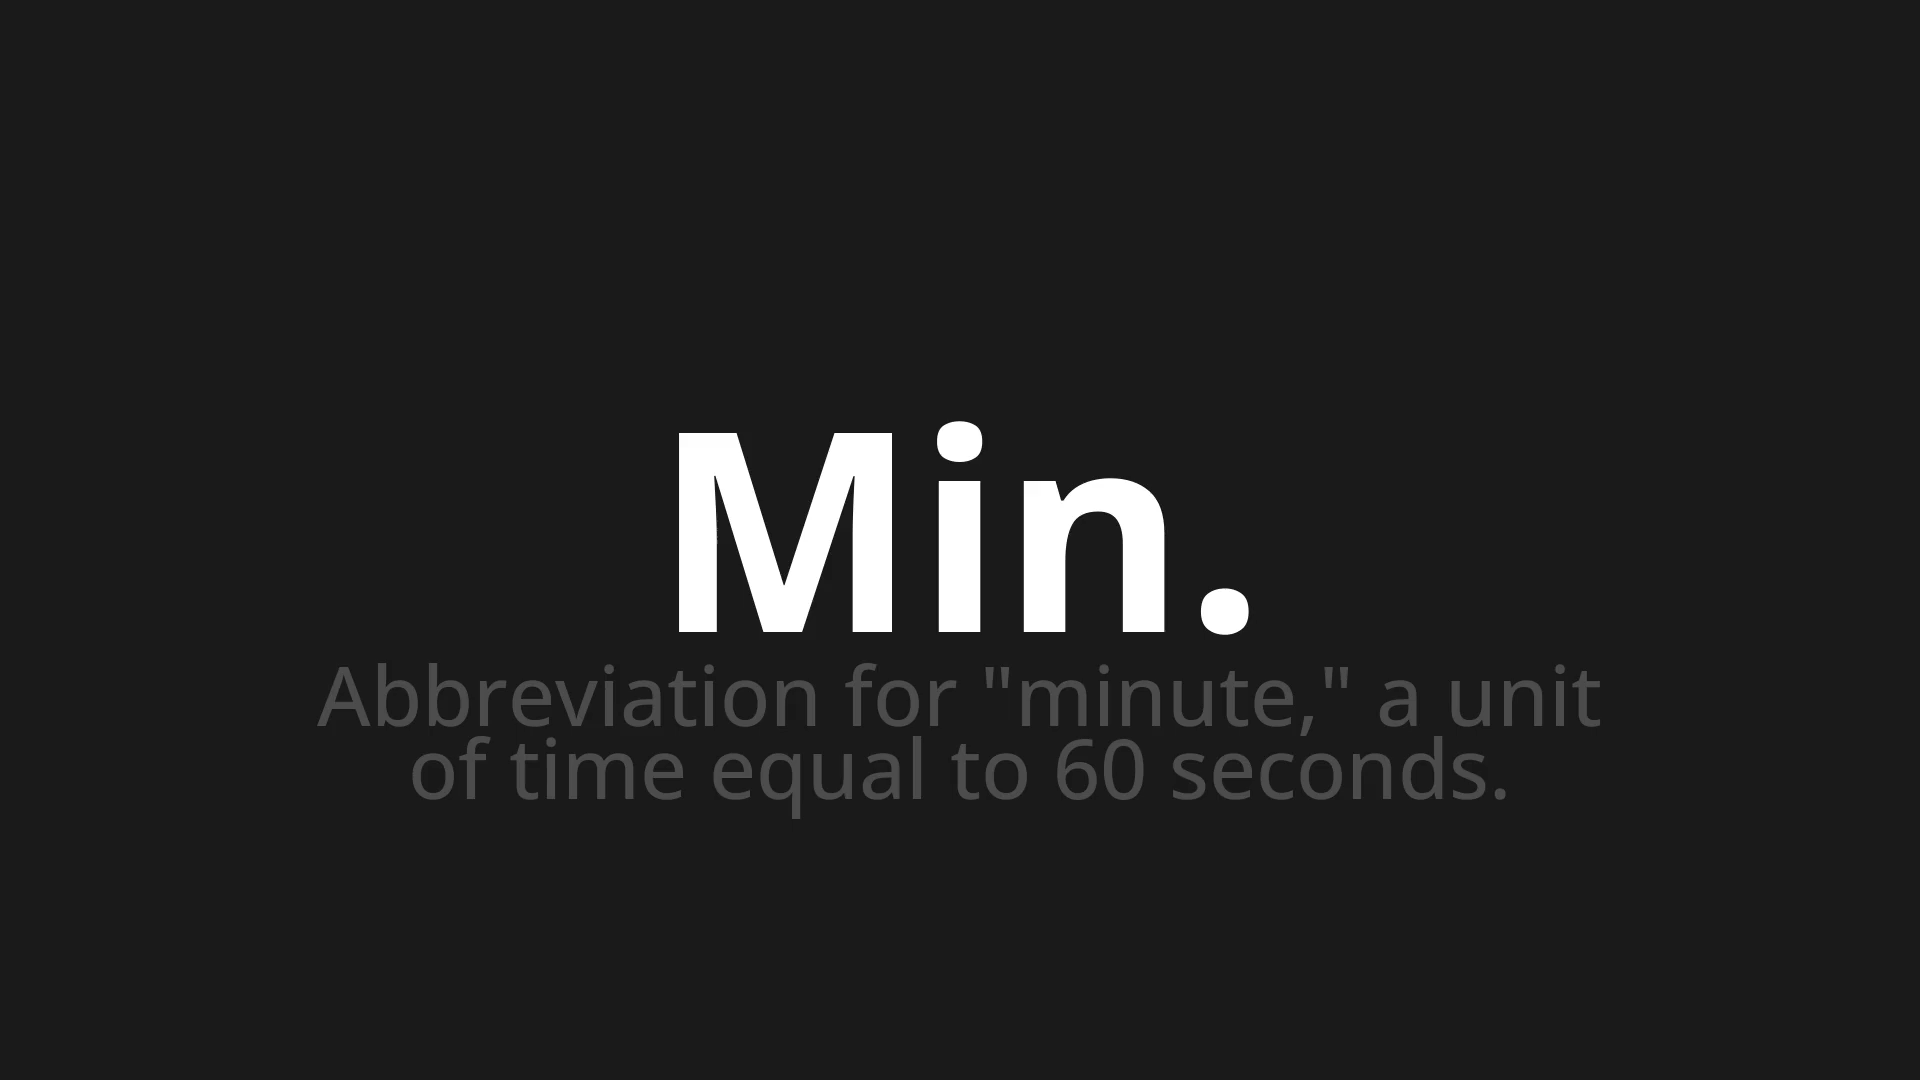 Min.
Abbreviation for "minute," a unit
of time equal to 60 seconds.